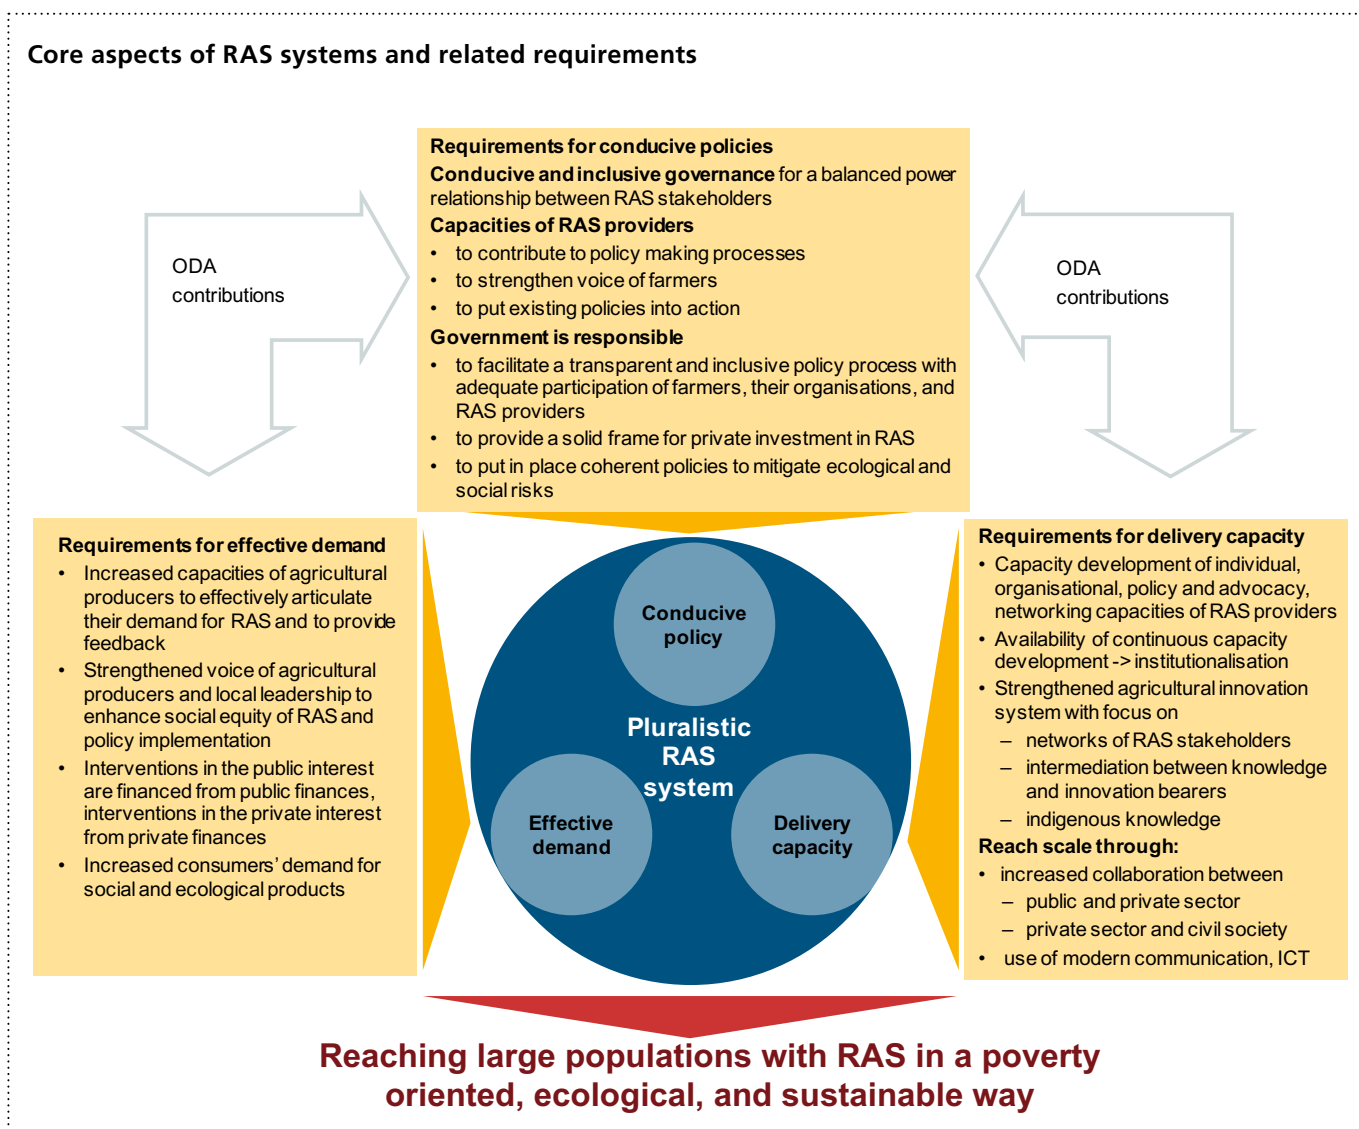 Core aspects of RAS systems and related requirements
ODA
contributions
Requirements for conducive policies
Conducive and inclusive governance for a balanced power
relationship between RAS stakeholders
Capacities of RAS providers
• to contribute to policy making processes
• to strengthen voice of farmers
• to put existing policies into action
Government is responsible
• to facilitate a transparent and inclusive policy process with
adequate participation of farmers, their organisations, and
RAS providers
• to provide a solid frame for private investment in RAS
• to put in place coherent policies to mitigate ecological and
social risks
ODA
contributions
Requirements for effective demand
• Increased capacities of agricultural
producers to effectively articulate
their demand for RAS and to provide
feedback
• Strengthened voice of agricultural
producers and local leadership to
enhance social equity of RAS and
policy implementation
• Interventions in the public interest
are financed from public finances,
interventions in the private interest
from private finances
• Increased consumers' demand for
social and ecological products
Conducive
policy
Pluralistic
RAS
system
Effective
demand
Delivery
capacity
Requirements for delivery capacity
• Capacity development of individual,
organisational, policy and advocacy,
networking capacities of RAS providers
• Availability of continuous capacity
development -> institutionalisation
• Strengthened agricultural innovation
system with focus on
– networks of RAS stakeholders
– intermediation between knowledge
and innovation bearers
– indigenous knowledge
Reach scale through:
• increased collaboration between
– public and private sector
– private sector and civil society
• use of modern communication, ICT
Reaching large populations with RAS in a poverty
oriented, ecological, and sustainable way